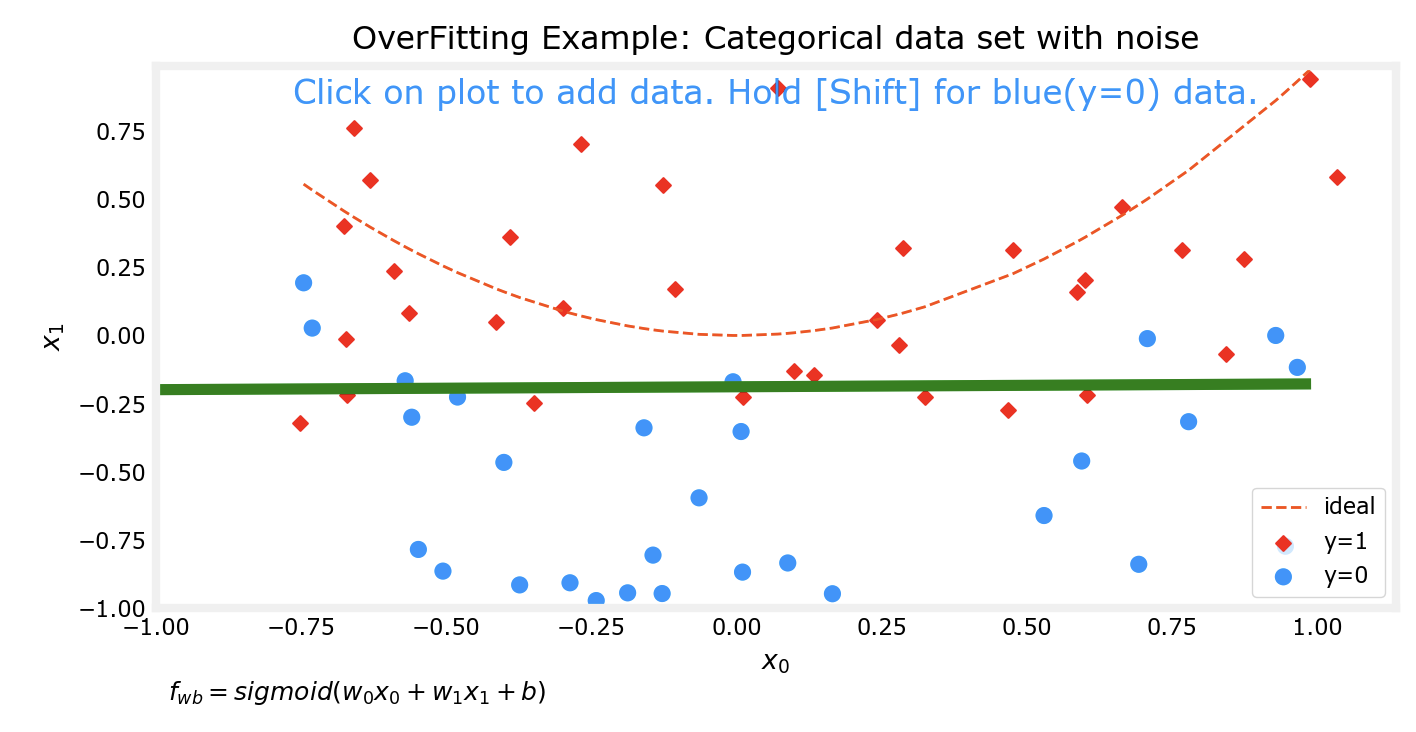 OverFitting Example: Categorical data set with noise
Click on plot to add data. Hold [Shift] for blue(y=0) data.
0.75
0.50
0.25
0.00
−0.25
−0.50
−0.75
−1.00
x₁
ideal
y=1
y=0
−1.00 −0.75 −0.50 −0.25 0.00 0.25 0.50 0.75 1.00
x₀
f_wb = sigmoid(w₀x₀ + w₁x₁ + b)